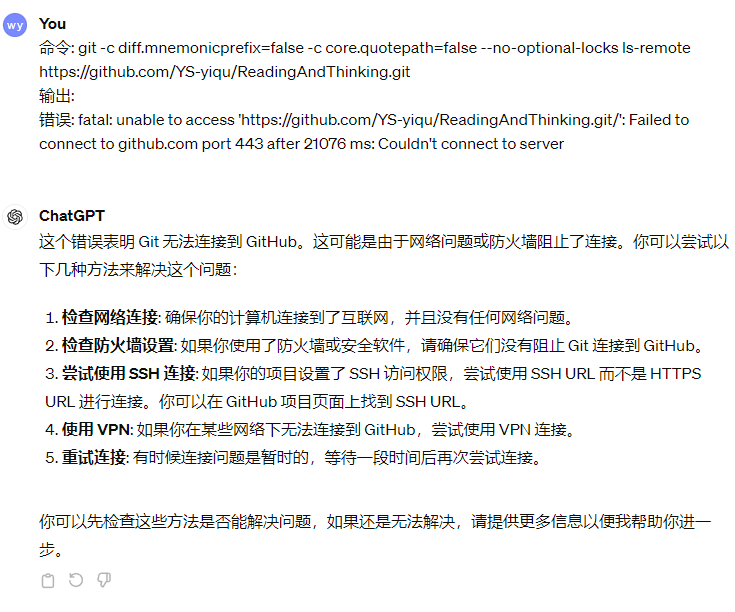 wy
You
命令: git -c diff.mnemonicprefix=false -c core.quotepath=false --no-optional-locks ls-remote
https://github.com/YS-yiqu/ReadingAndThinking.git
输出:
错误: fatal: unable to access 'https://github.com/YS-yiqu/ReadingAndThinking.git/': Failed to
connect to github.com port 443 after 21076 ms: Couldn't connect to server
ChatGPT
这个错误表明 Git 无法连接到 GitHub。这可能是由于网络问题或防火墙阻止了连接。你可以尝试以
下几种方法来解决这个问题：
1. 检查网络连接: 确保你的计算机连接到了互联网，并且没有任何网络问题。
2. 检查防火墙设置: 如果你使用了防火墙或安全软件，请确保它们没有阻止 Git 连接到 GitHub。
3. 尝试使用 SSH 连接: 如果你的项目设置了 SSH 访问权限，尝试使用 SSH URL 而不是 HTTPS
URL 进行连接。你可以在 GitHub 项目页面上找到 SSH URL。
4. 使用 VPN: 如果你在某些网络下无法连接到 GitHub，尝试使用 VPN 连接。
5. 重试连接: 有时候连接问题是暂时的，等待一段时间后再次尝试连接。
你可以先检查这些方法是否能解决问题，如果还是无法解决，请提供更多信息以便我帮助你进一
步。